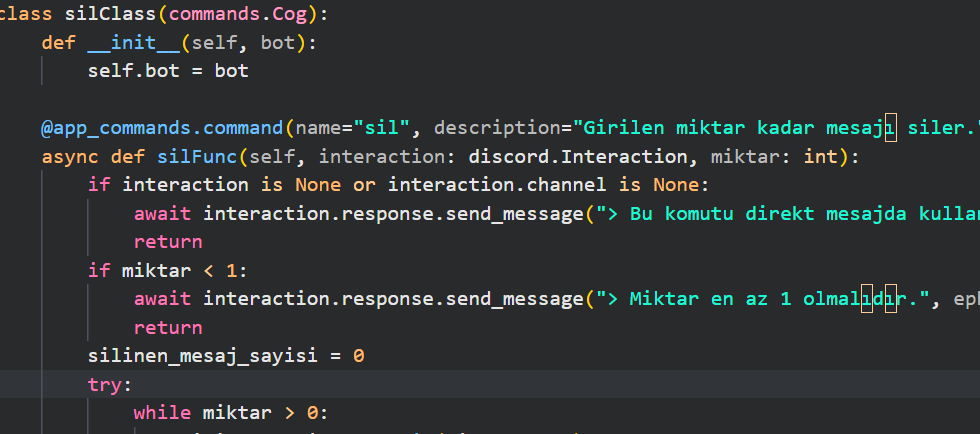 class silClass(commands.Cog):
    def __init__(self, bot):
        self.bot = bot
    @app_commands.command(name="sil", description="Girilen miktar kadar mesajı siler."
    async def silFunc(self, interaction: discord.Interaction, miktar: int):
        if interaction is None or interaction.channel is None:
            await interaction.response.send_message("> Bu komutu direkt mesajda
            return
        if miktar < 1:
            await interaction.response.send_message("> Miktar en az 1 olmalıdır.",
            return
        silinen_mesaj_sayisi = 0
        try:
            while miktar > 0: